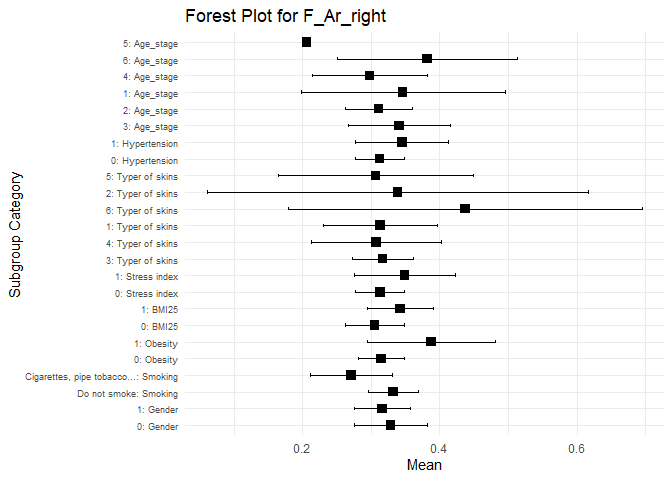 Forest Plot for F_Ar_right
Subgroup Category
5: Age_stage
6: Age_stage
4: Age_stage
1: Age_stage
2: Age_stage
3: Age_stage
1: Hypertension
0: Hypertension
5: Typer of skins
2: Typer of skins
6: Typer of skins
1: Typer of skins
4: Typer of skins
3: Typer of skins
1: Stress index
0: Stress index
1: BMI25
0: BMI25
1: Obesity
0: Obesity
Cigarettes, pipe tobacco...: Smoking
Do not smoke: Smoking
1: Gender
0: Gender
0.2 0.4 0.6
Mean